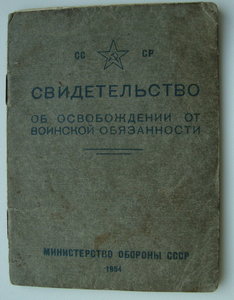 СС СР
СВИДЕТЕЛЬСТВО
ОБ ОСВОБОЖДЕНИИ ОТ
ВОИНСКОЙ ОБЯЗАННОСТИ
МИНИСТЕРСТВО ОБОРОНЫ СССР
1954